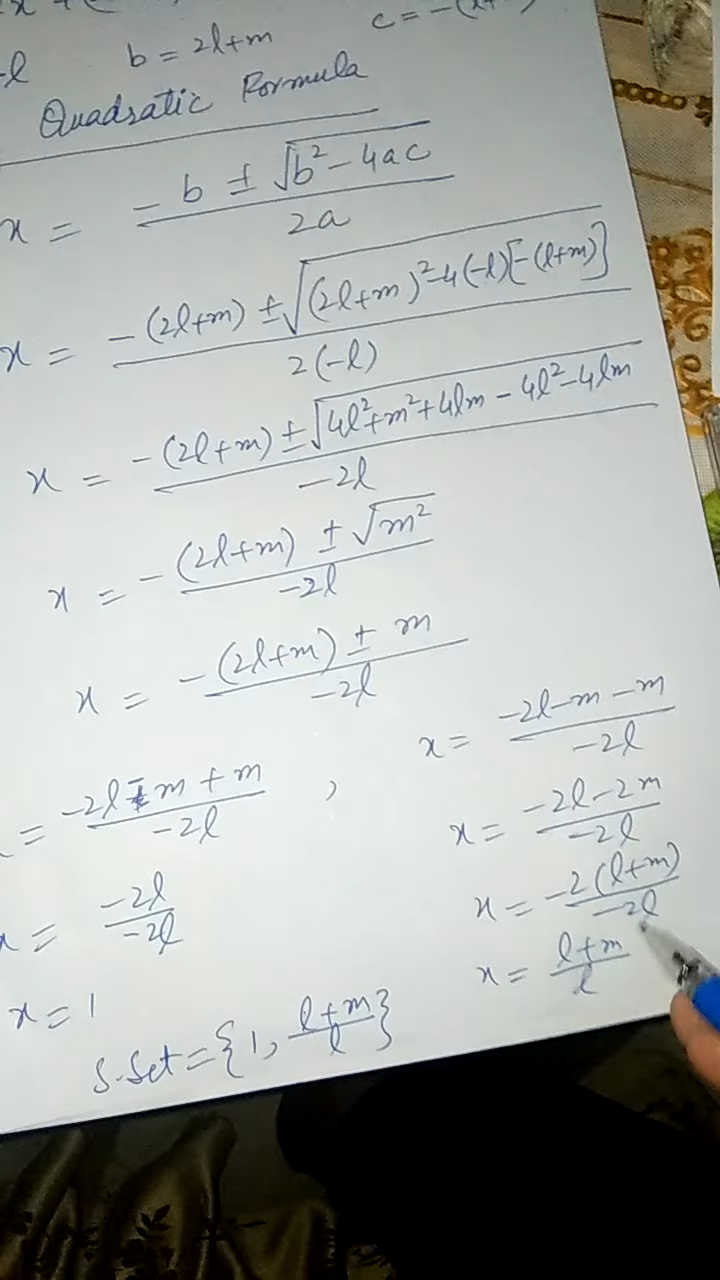 x + (
-l b = 2l+m c = -(l+
Quadratic Formula
x = -b ± √b² - 4ac / 2a
x = -(2l+m) ± √(2l+m)²-4(-l)[-(l+m)] / 2(-l)
x = -(2l+m) ± √4l²+m²+4lm - 4l²-4lm / -2l
x = -(2l+m) ± √m² / -2l
x = -(2l+m) ± m / -2l
= -2l - m + m / -2l , x = -2l-m-m / -2l
x = -2l-2m / -2l
x = -2l / -2l x = -2(l+m) / -2l
x = 1 x = l+m / l
S.Set = {1, l+m / l}